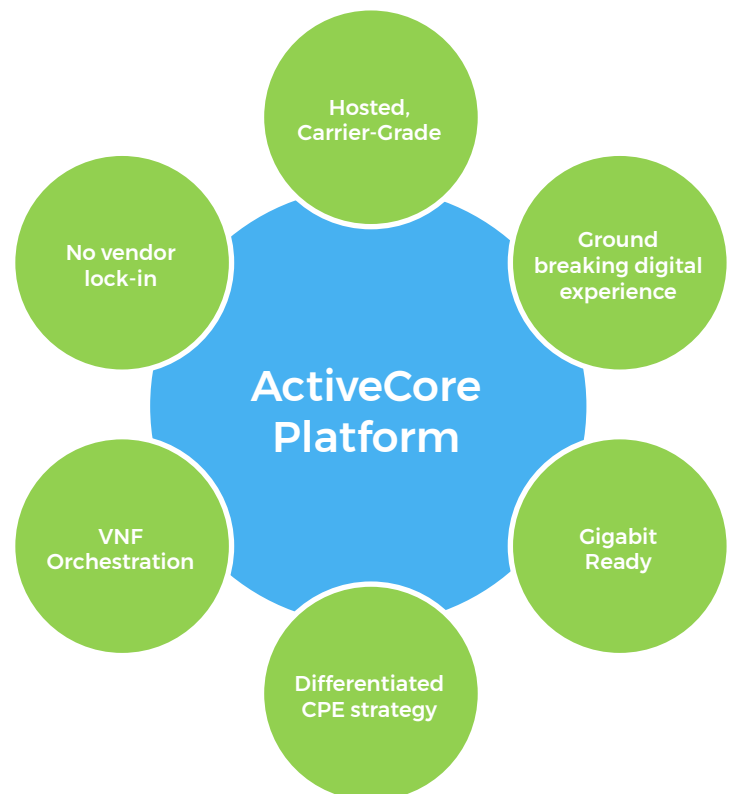 Hosted,
Carrier-Grade
No vendor
lock-in
Ground
breaking digital
experience
ActiveCore
Platform
VNF
Orchestration
Gigabit
Ready
Differentiated
CPE strategy